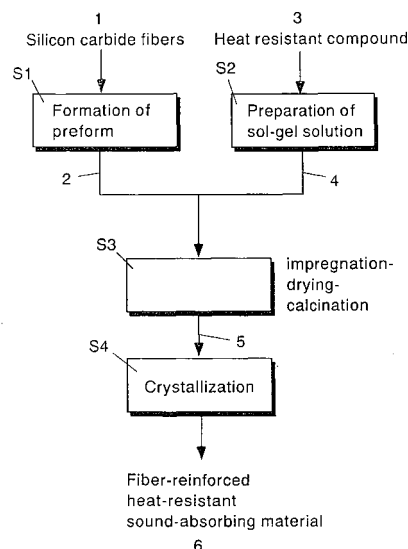 1
Silicon carbide fibers
3
Heat resistant compound
S1
Formation of
preform
S2
Preparation of
sol-gel solution
2
4
S3
impregnation-
drying-
calcination
5
S4
Crystallization
Fiber-reinforced
heat-resistant
sound-absorbing material
6